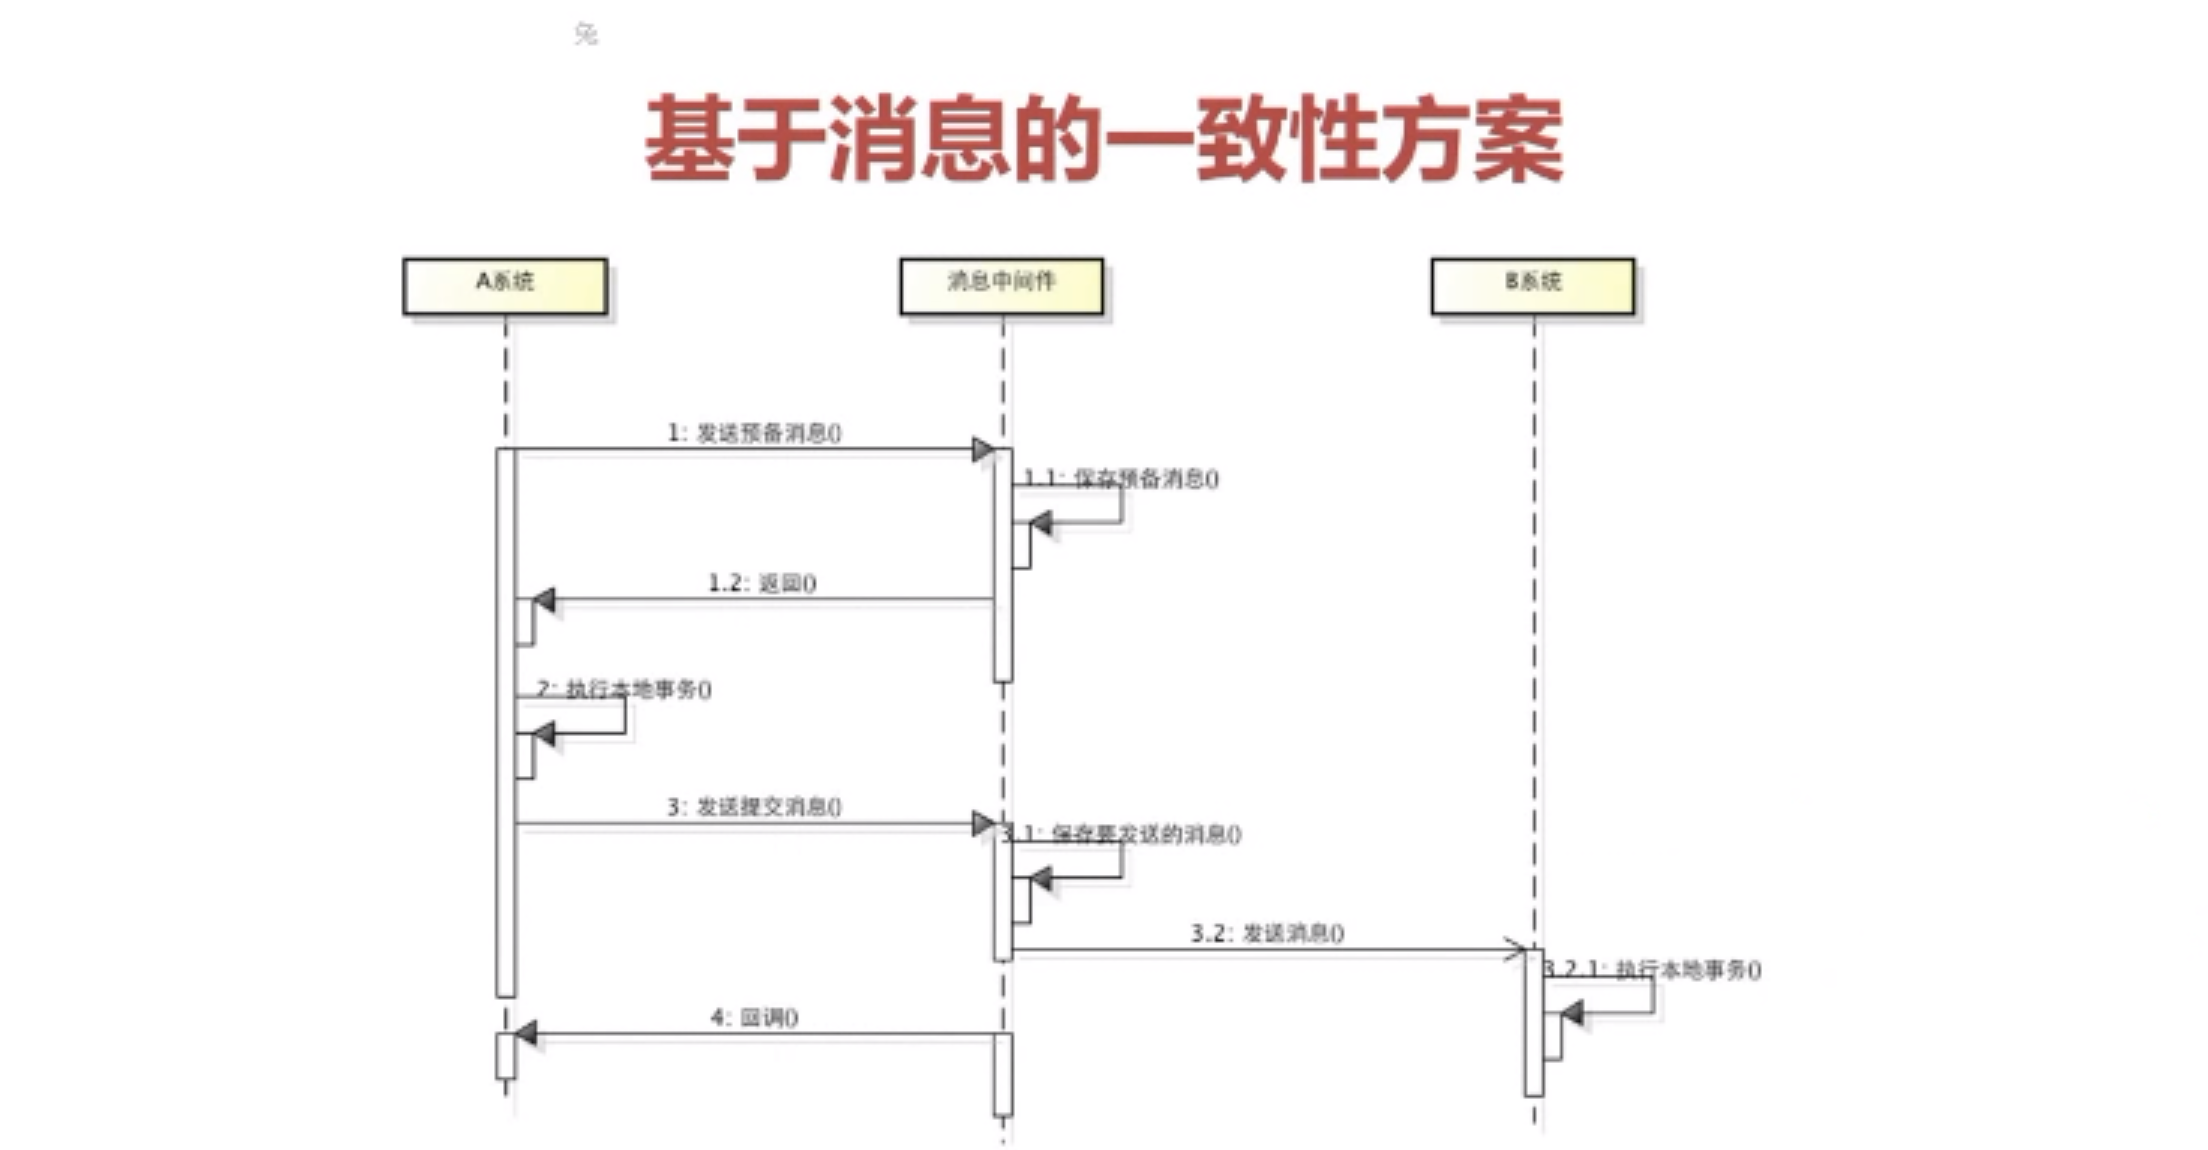 兔
基于消息的一致性方案
A系统
消息中间件
B系统
1: 发送预备消息()
1.1: 保存预备消息()
1.2: 返回()
2: 执行本地事务()
3: 发送提交消息()
3.1: 保存要发送的消息()
3.2: 发送消息()
3.2.1: 执行本地事务()
4: 回调()